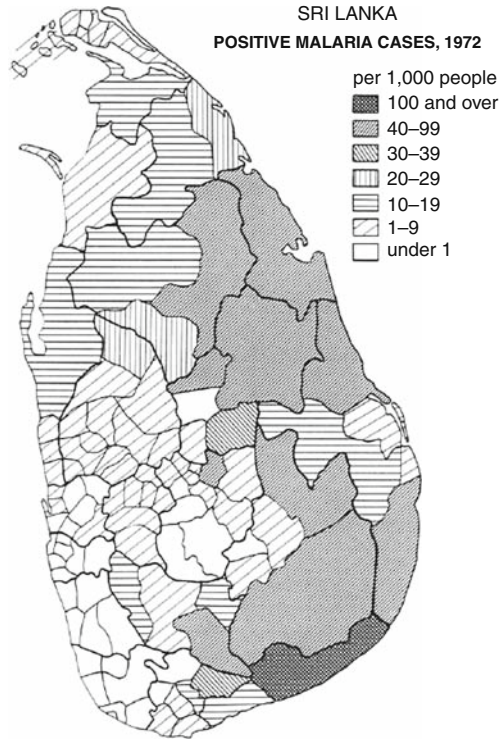 SRI LANKA
POSITIVE MALARIA CASES, 1972
per 1,000 people
100 and over
40–99
30–39
20–29
10–19
1–9
under 1